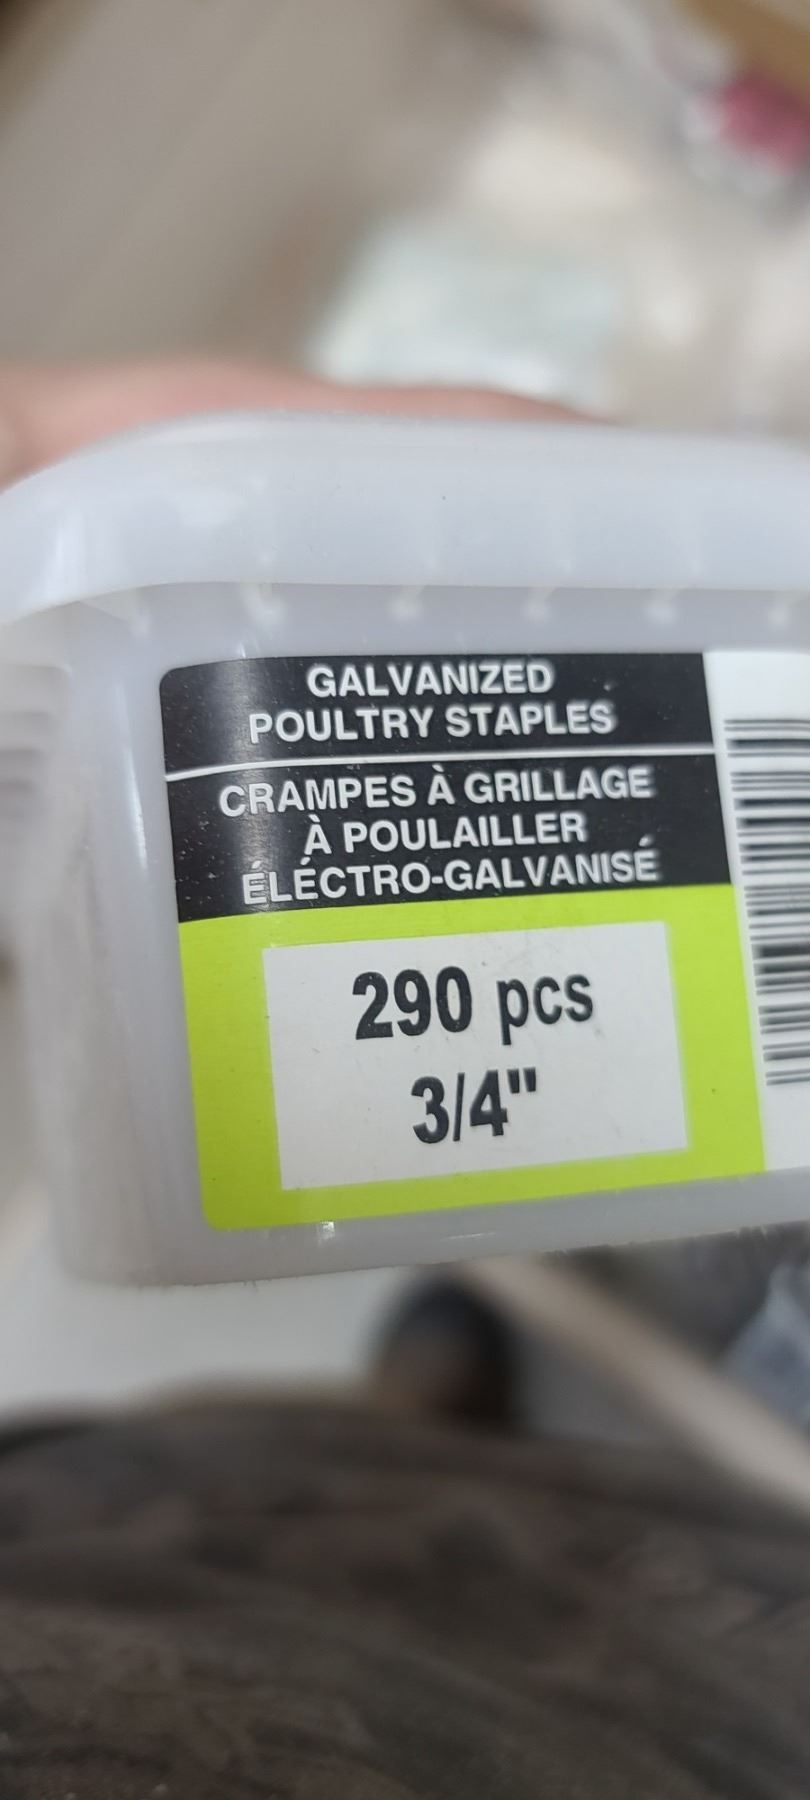 GALVANIZED
POULTRY STAPLES
CRAMPES À GRILLAGE
À POULAILLER
ÉLÉCTRO-GALVANISÉ
290 pcs
3/4"